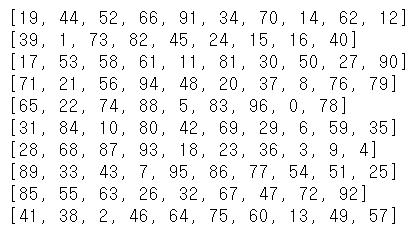 [19, 44, 52, 66, 91, 34, 70, 14, 62, 12]
[39, 1, 73, 82, 45, 24, 15, 16, 40]
[17, 53, 58, 61, 11, 81, 30, 50, 27, 90]
[71, 21, 56, 94, 48, 20, 37, 8, 76, 79]
[65, 22, 74, 88, 5, 83, 96, 0, 78]
[31, 84, 10, 80, 42, 69, 29, 6, 59, 35]
[28, 68, 87, 93, 18, 23, 36, 3, 9, 4]
[89, 33, 43, 7, 95, 86, 77, 54, 51, 25]
[85, 55, 63, 26, 32, 67, 47, 72, 92]
[41, 38, 2, 46, 64, 75, 60, 13, 49, 57]